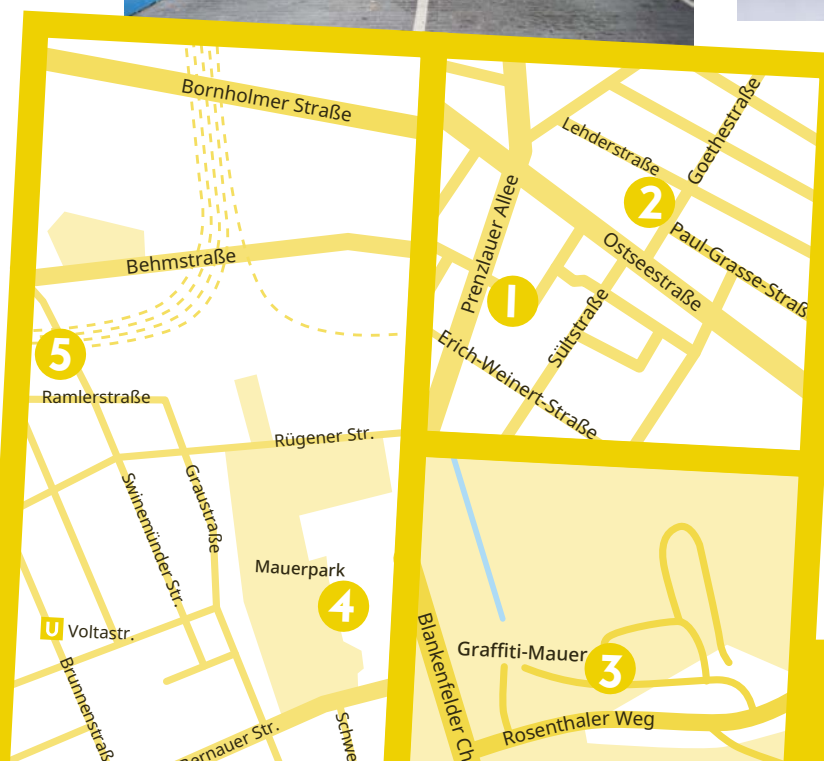 Bornholmer Straße
Behmstraße
5
Ramlerstraße
Rügener Str.
Swinemünder Str.
Graustraße
Mauerpark
4
U Voltastr.
Brunnenstraß
Bernauer Str.
Schwe
Lehderstraße
Goethestraße
2
Prenzlauer Allee
Ostseestraße
Paul-Grasse-Straß
1
Sültstraße
Erich-Weinert-Straße
Blankenfelder Ch
Graffiti-Mauer
3
Rosenthaler Weg